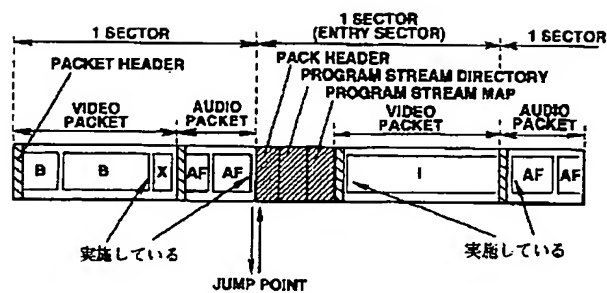 1 SECTOR
1 SECTOR
(ENTRY SECTOR)
1 SECTOR
PACKET HEADER
PACK HEADER
PROGRAM STREAM DIRECTORY
PROGRAM STREAM MAP
VIDEO
PACKET
AUDIO
PACKET
VIDEO
PACKET
AUDIO
PACKET
B B X AF AF I AF AF
実施している
実施している
JUMP POINT